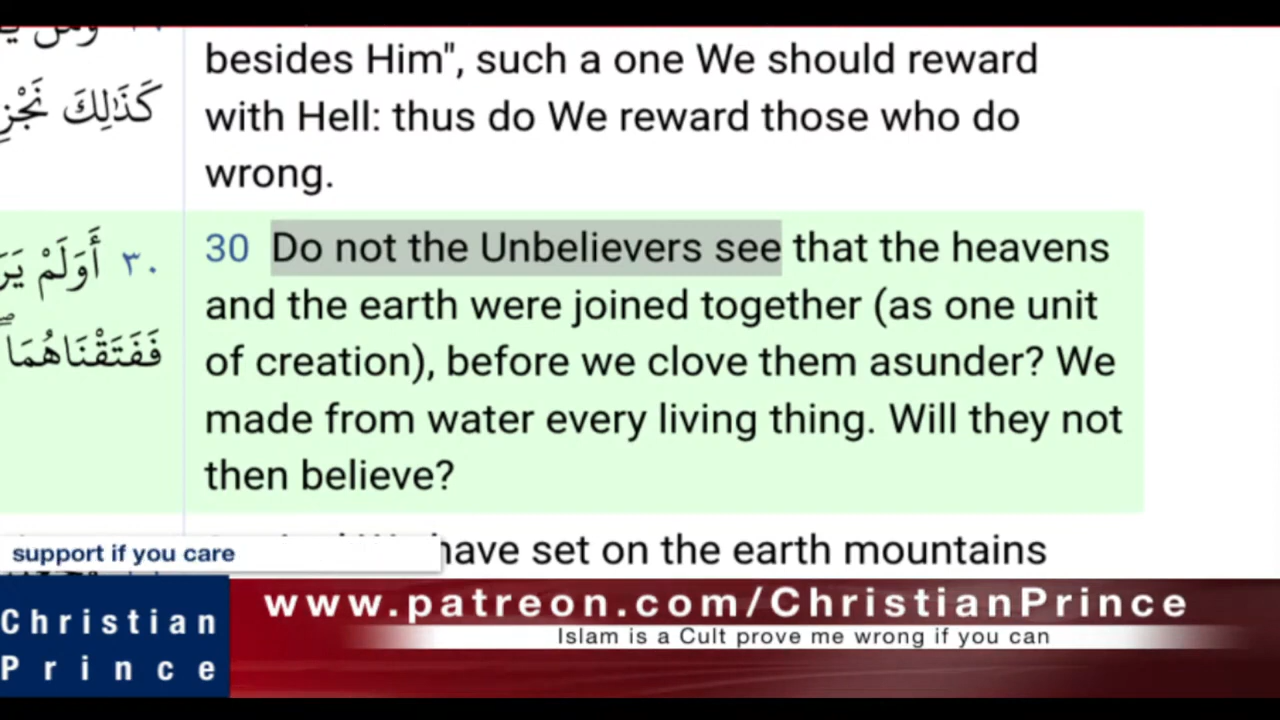 besides Him", such a one We should reward
with Hell: thus do We reward those who do
كَذَٰلِكَ نَجْزِ
wrong.
30 Do not the Unbelievers see that the heavens
٣٠ أَوَلَمْ يَرَ
and the earth were joined together (as one unit
فَفَتَقْنَاهُمَا
of creation), before we clove them asunder? We
made from water every living thing. Will they not
then believe?
have set on the earth mountains
support if you care
Christian
Prince
www.patreon.com/ChristianPrince
Islam is a Cult prove me wrong if you can